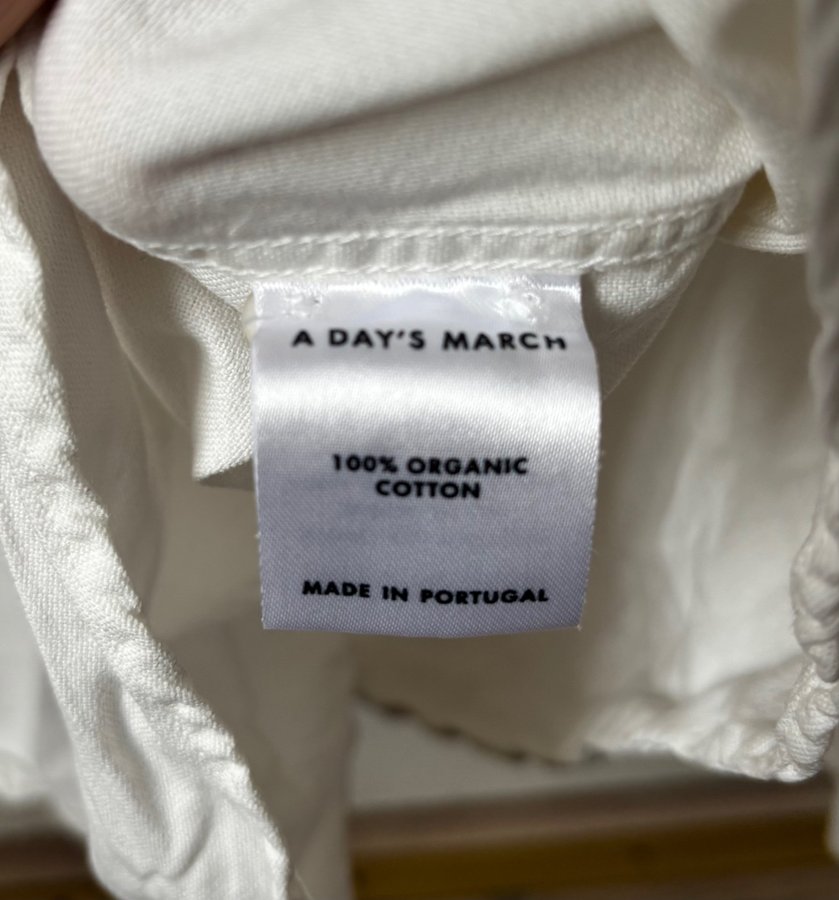 A DAY'S MARCH
100% ORGANIC
COTTON
MADE IN PORTUGAL